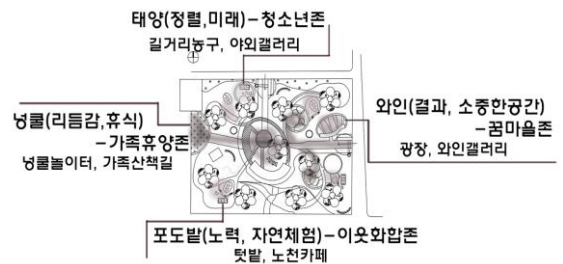 태양(정렬,미래)-청소년존
길거리농구, 야외갤러리
넝쿨(리듬감,휴식)
-가족휴양존
넝쿨놀이터, 가족산책길
와인(결과, 소중한공간)
-꿈마을존
광장, 와인갤러리
포도밭(노력, 자연체험)-이웃화합존
텃밭, 노천카페